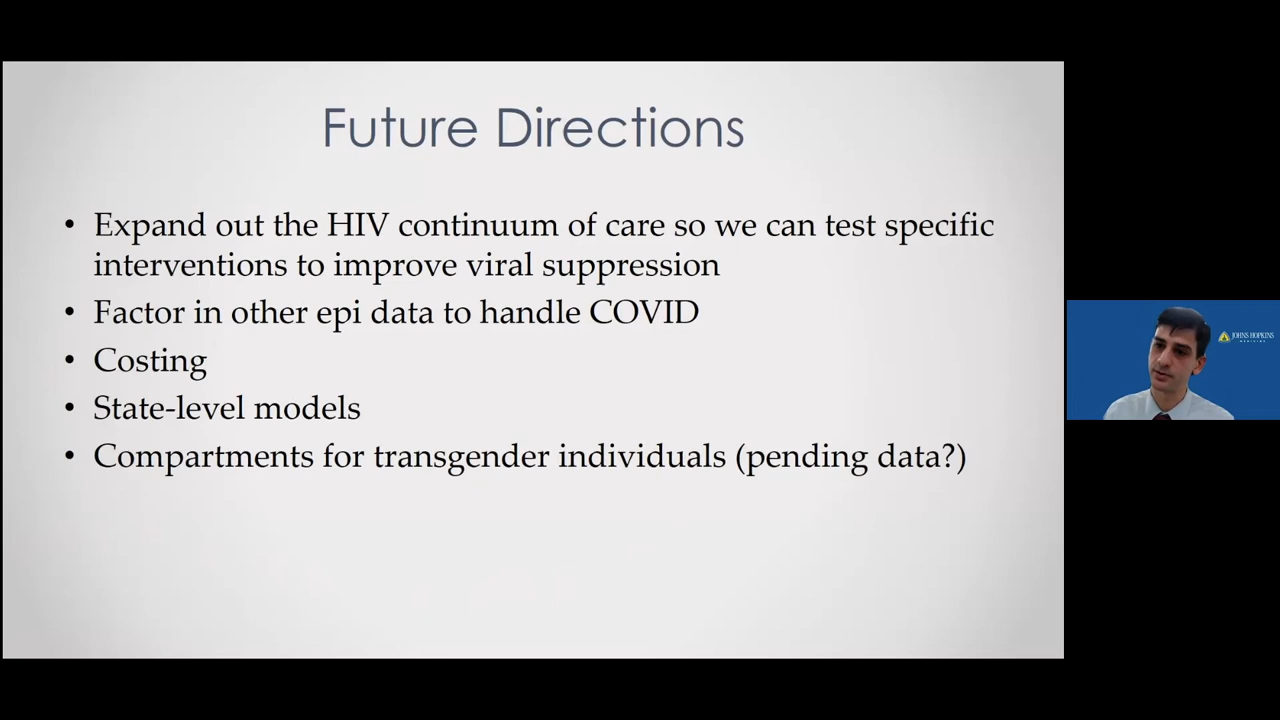 Future Directions
• Expand out the HIV continuum of care so we can test specific
interventions to improve viral suppression
• Factor in other epi data to handle COVID
• Costing
• State-level models
• Compartments for transgender individuals (pending data?)
JOHNS HOPKINS
MEDICINE